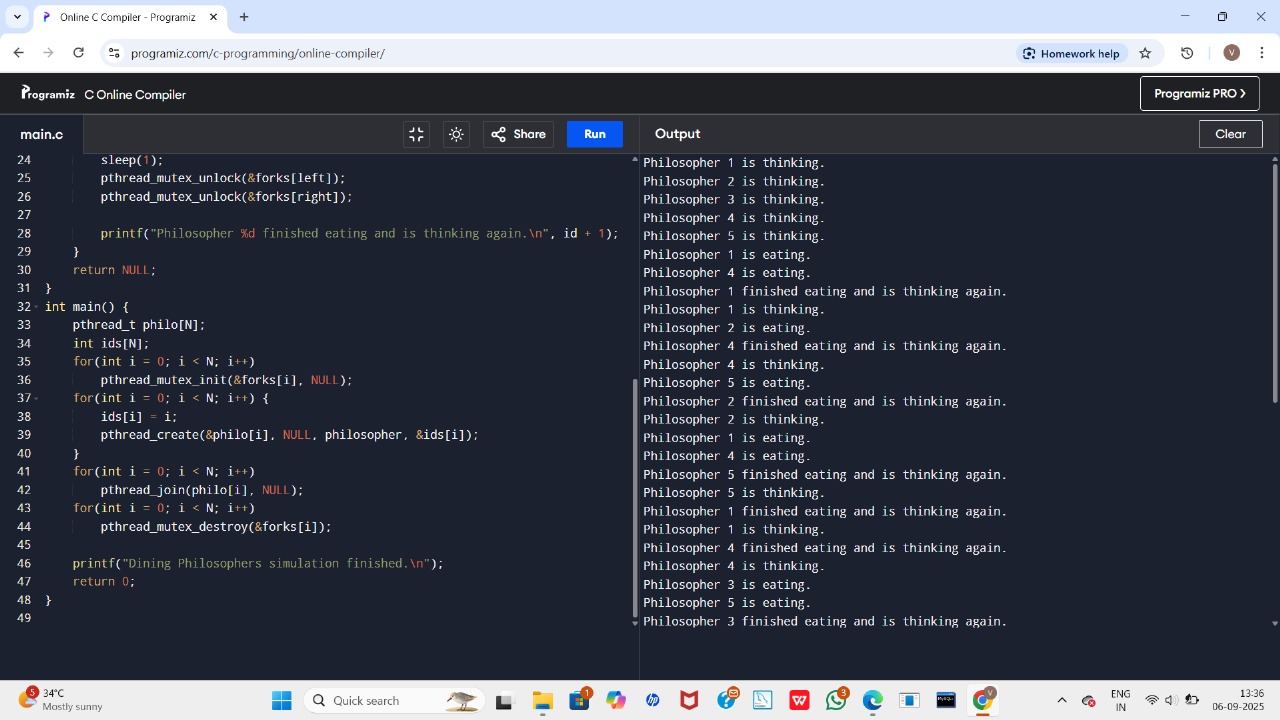 Online C Compiler - Programiz
programiz.com/c-programming/online-compiler/
Homework help
V
Programiz C Online Compiler
Programiz PRO
main.c
Share
Run
Output
Clear
24 sleep(1);
25 pthread_mutex_unlock(&forks[left]);
26 pthread_mutex_unlock(&forks[right]);
27
28 printf("Philosopher %d finished eating and is thinking again.\n", id + 1);
29 }
30 return NULL;
31 }
32 int main() {
33 pthread_t philo[N];
34 int ids[N];
35 for(int i = 0; i < N; i++)
36 pthread_mutex_init(&forks[i], NULL);
37 for(int i = 0; i < N; i++) {
38 ids[i] = i;
39 pthread_create(&philo[i], NULL, philosopher, &ids[i]);
40 }
41 for(int i = 0; i < N; i++)
42 pthread_join(philo[i], NULL);
43 for(int i = 0; i < N; i++)
44 pthread_mutex_destroy(&forks[i]);
45
46 printf("Dining Philosophers simulation finished.\n");
47 return 0;
48 }
49
Philosopher 1 is thinking.
Philosopher 2 is thinking.
Philosopher 3 is thinking.
Philosopher 4 is thinking.
Philosopher 5 is thinking.
Philosopher 1 is eating.
Philosopher 4 is eating.
Philosopher 1 finished eating and is thinking again.
Philosopher 1 is thinking.
Philosopher 2 is eating.
Philosopher 4 finished eating and is thinking again.
Philosopher 4 is thinking.
Philosopher 5 is eating.
Philosopher 2 finished eating and is thinking again.
Philosopher 2 is thinking.
Philosopher 1 is eating.
Philosopher 4 is eating.
Philosopher 5 finished eating and is thinking again.
Philosopher 5 is thinking.
Philosopher 1 finished eating and is thinking again.
Philosopher 1 is thinking.
Philosopher 4 finished eating and is thinking again.
Philosopher 4 is thinking.
Philosopher 3 is eating.
Philosopher 5 is eating.
Philosopher 3 finished eating and is thinking again.
5
34°C
Mostly sunny
Quick search
1
3
V
ENG
IN
13:36
06-09-2025